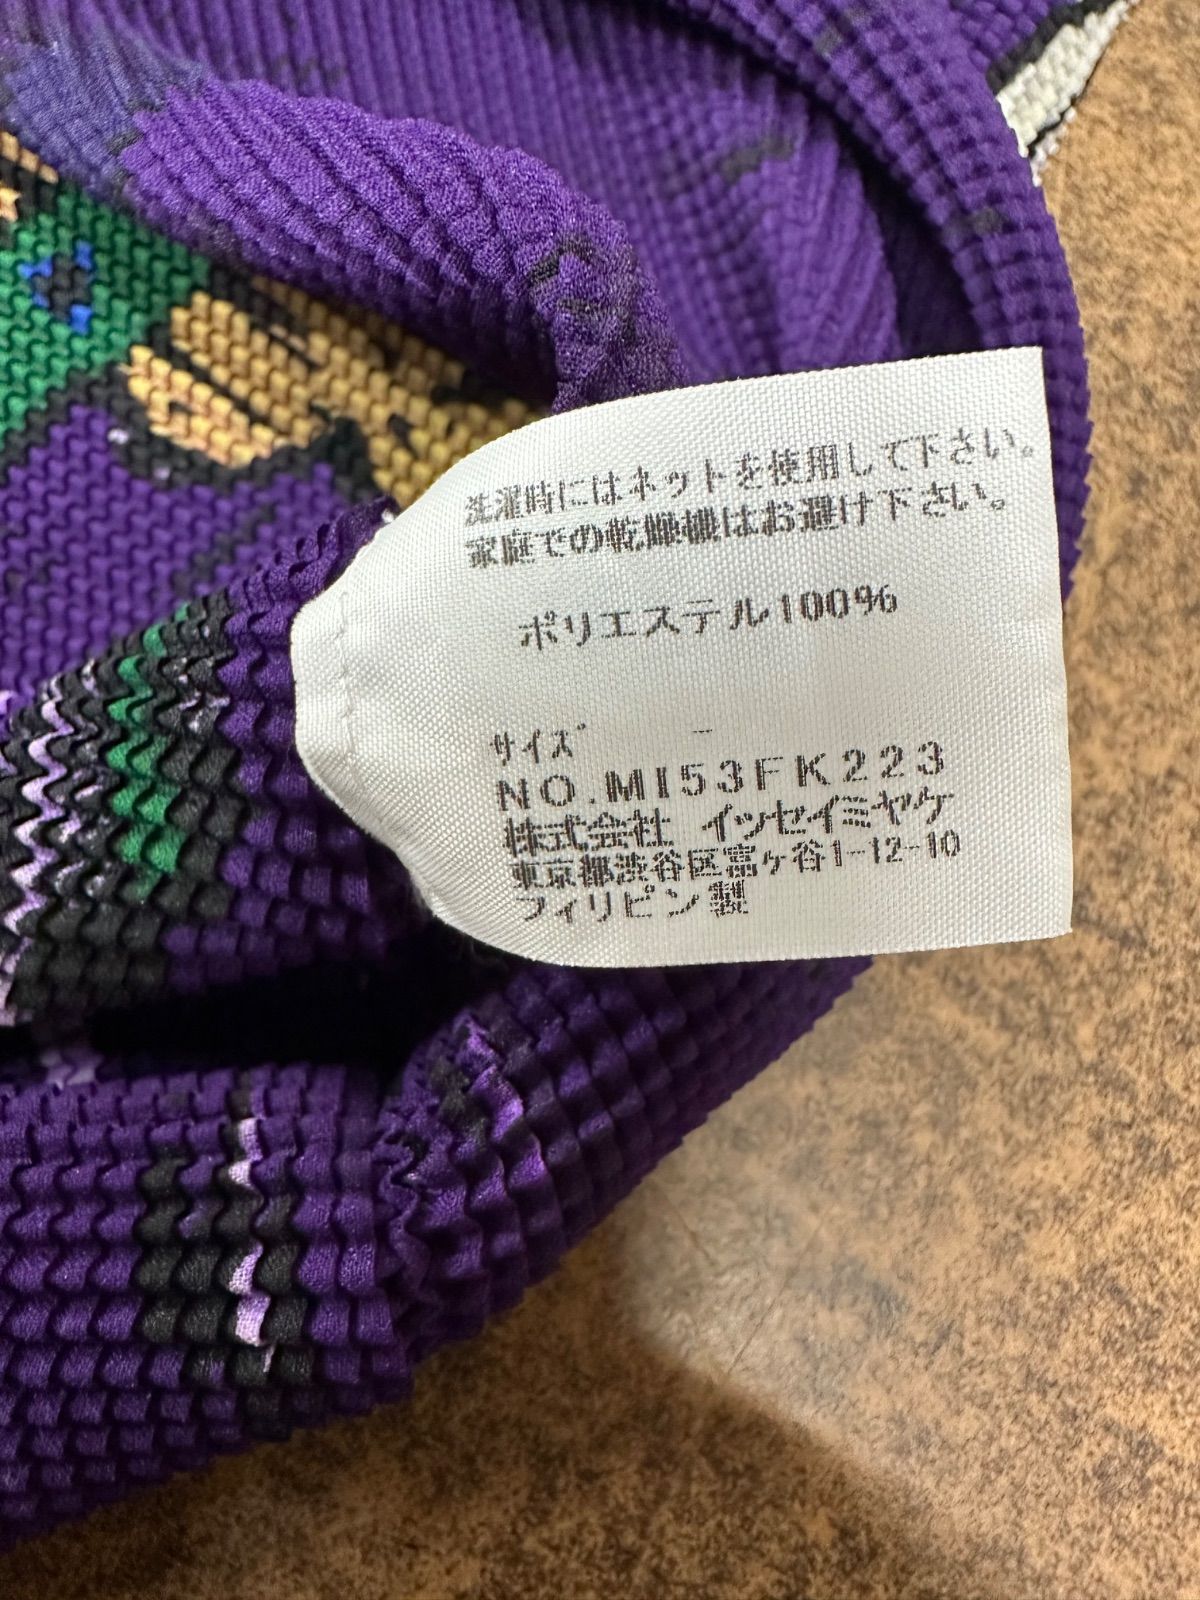 洗濯時にはネットを使用して下さい。
家庭での乾燥機はお避け下さい。
ポリエステル100%
サイズ -
NO.MI53FK223
株式会社 イッセイミヤケ
東京都渋谷区富ヶ谷1-12-10
フィリピン製